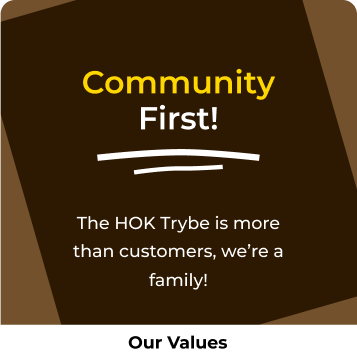 Community
First!
The HOK Trybe is more
than customers, we’re a
family!
Our Values